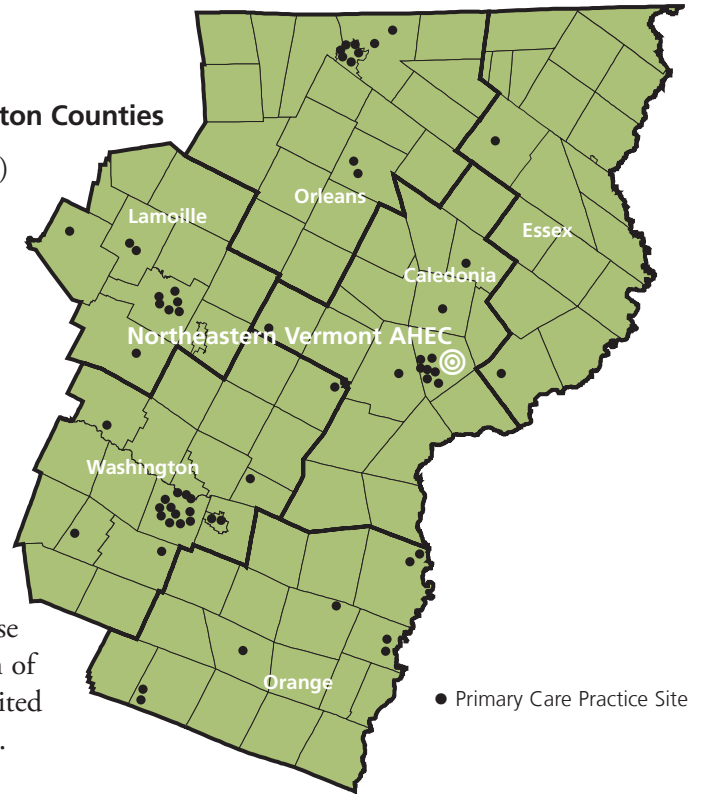 ton Counties
)
Orleans
Lamoille
Essex
Caledonia
Northeastern Vermont AHEC
Washington
se
of
ited
.
Orange
Primary Care Practice Site